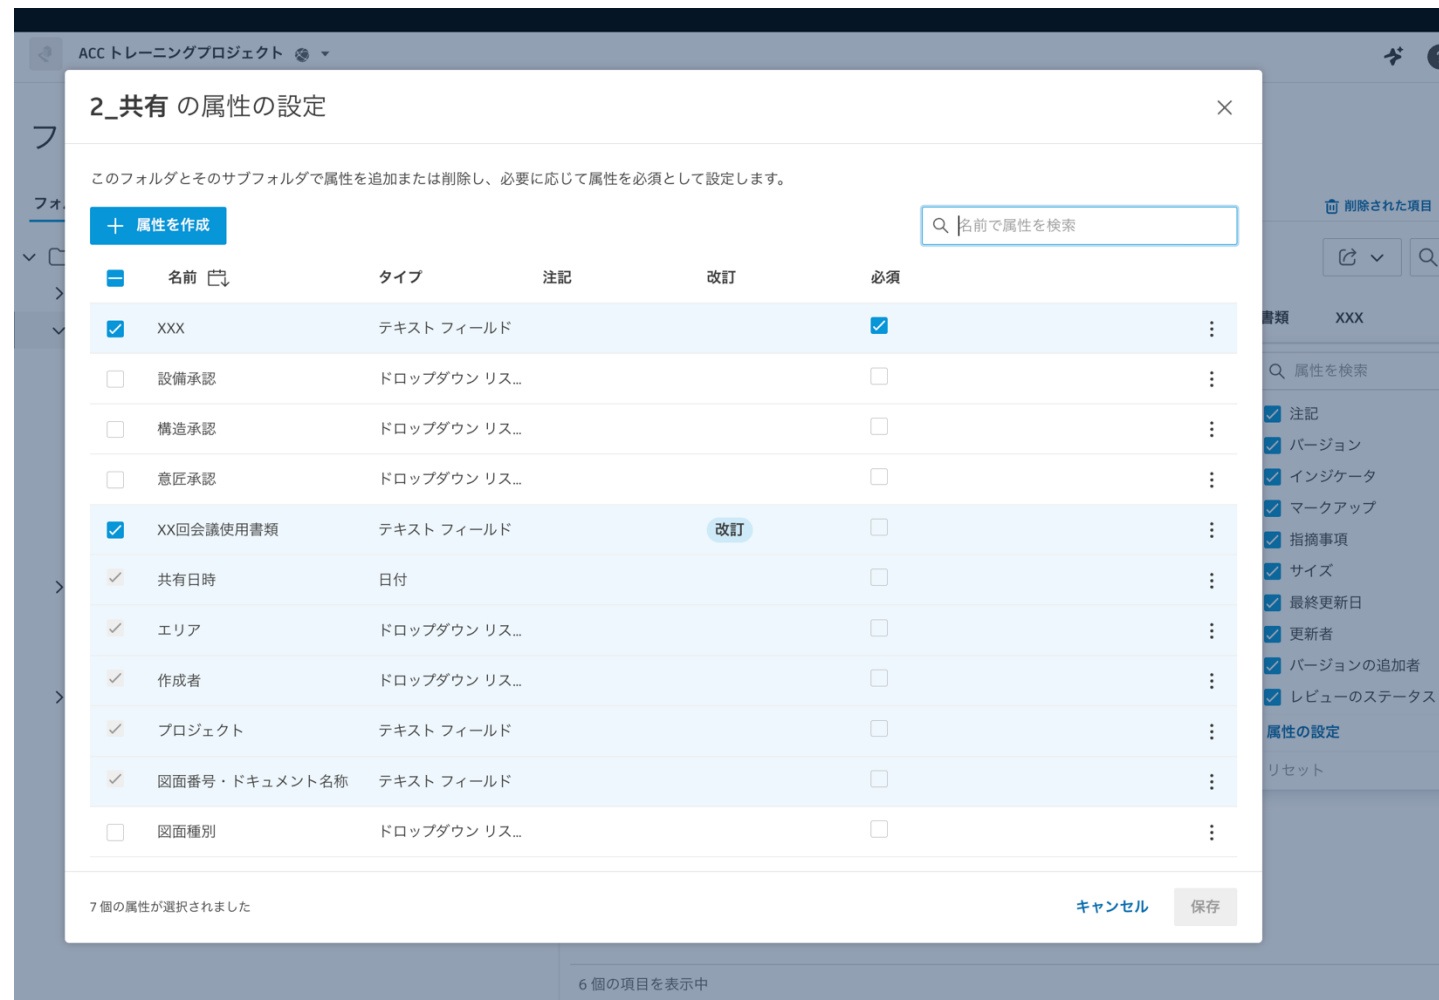 ACC トレーニングプロジェクト
2_共有 の属性の設定
このフォルダとそのサブフォルダで属性を追加または削除し、必要に応じて属性を必須として設定します。
属性を作成
名前で属性を検索
名前 タイプ 注記 改訂 必須
XXX テキスト フィールド
設備承認 ドロップダウン リス...
構造承認 ドロップダウン リス...
意匠承認 ドロップダウン リス...
XX回会議使用書類 テキスト フィールド 改訂
共有日時 日付
エリア ドロップダウン リス...
作成者 ドロップダウン リス...
プロジェクト テキスト フィールド
図面番号・ドキュメント名称 テキスト フィールド
図面種別 ドロップダウン リス...
7 個の属性が選択されました
キャンセル 保存
フ
フォ
削除された項目
書類 XXX
属性を検索
注記
バージョン
インジケータ
マークアップ
指摘事項
サイズ
最終更新日
更新者
バージョンの追加者
レビューのステータス
属性の設定
リセット
6 個の項目を表示中